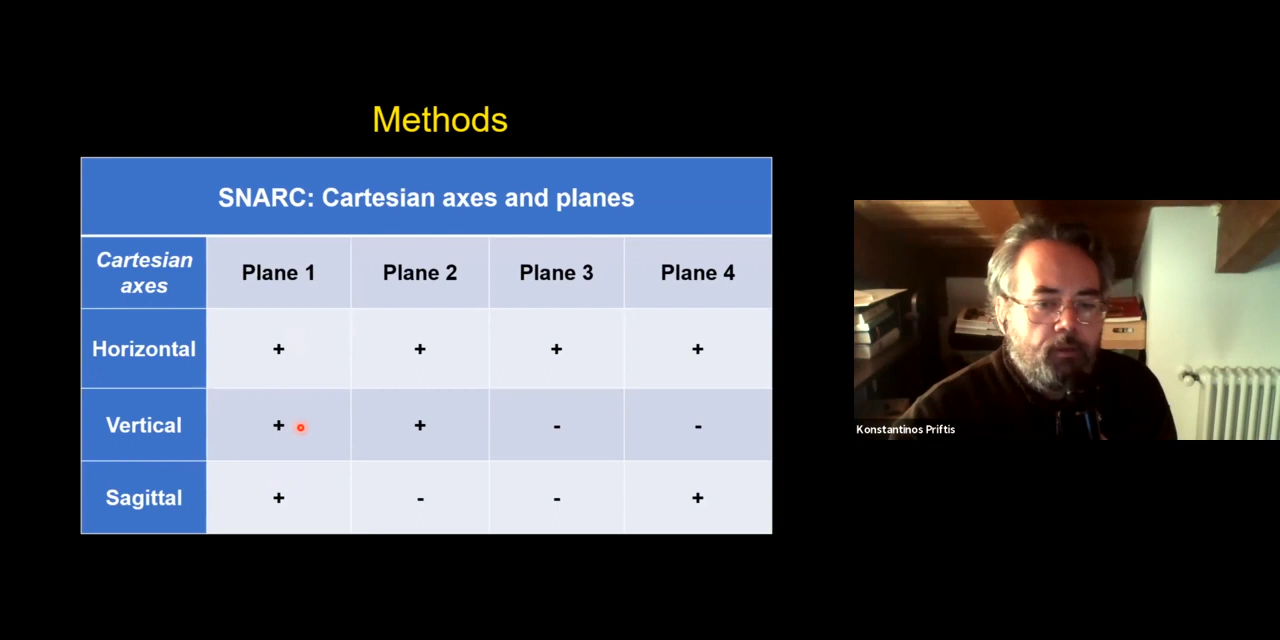 Methods
SNARC: Cartesian axes and planes
Cartesian
axes
Plane 1
Plane 2
Plane 3
Plane 4
Horizontal
+
+
+
+
Vertical
+
+
-
-
Sagittal
+
-
-
+
Konstantinos Priftis